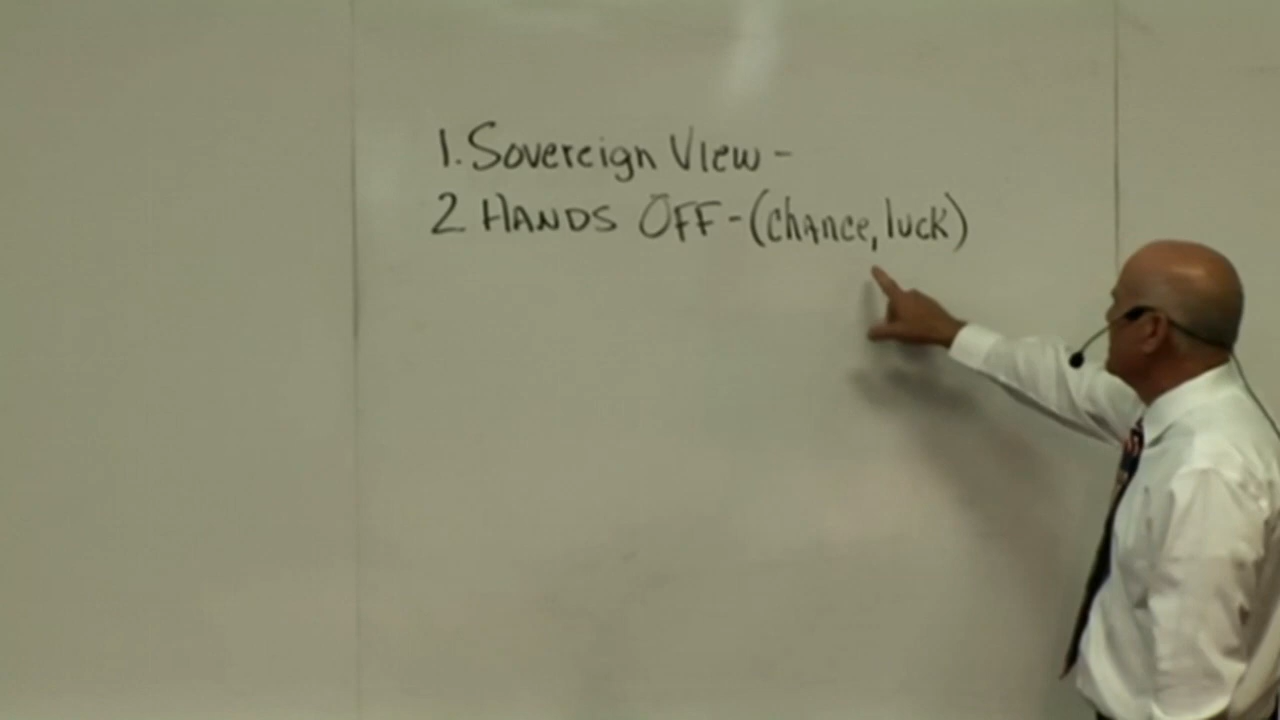 1. Sovereign View -
2 HANDS OFF - (chance, luck)